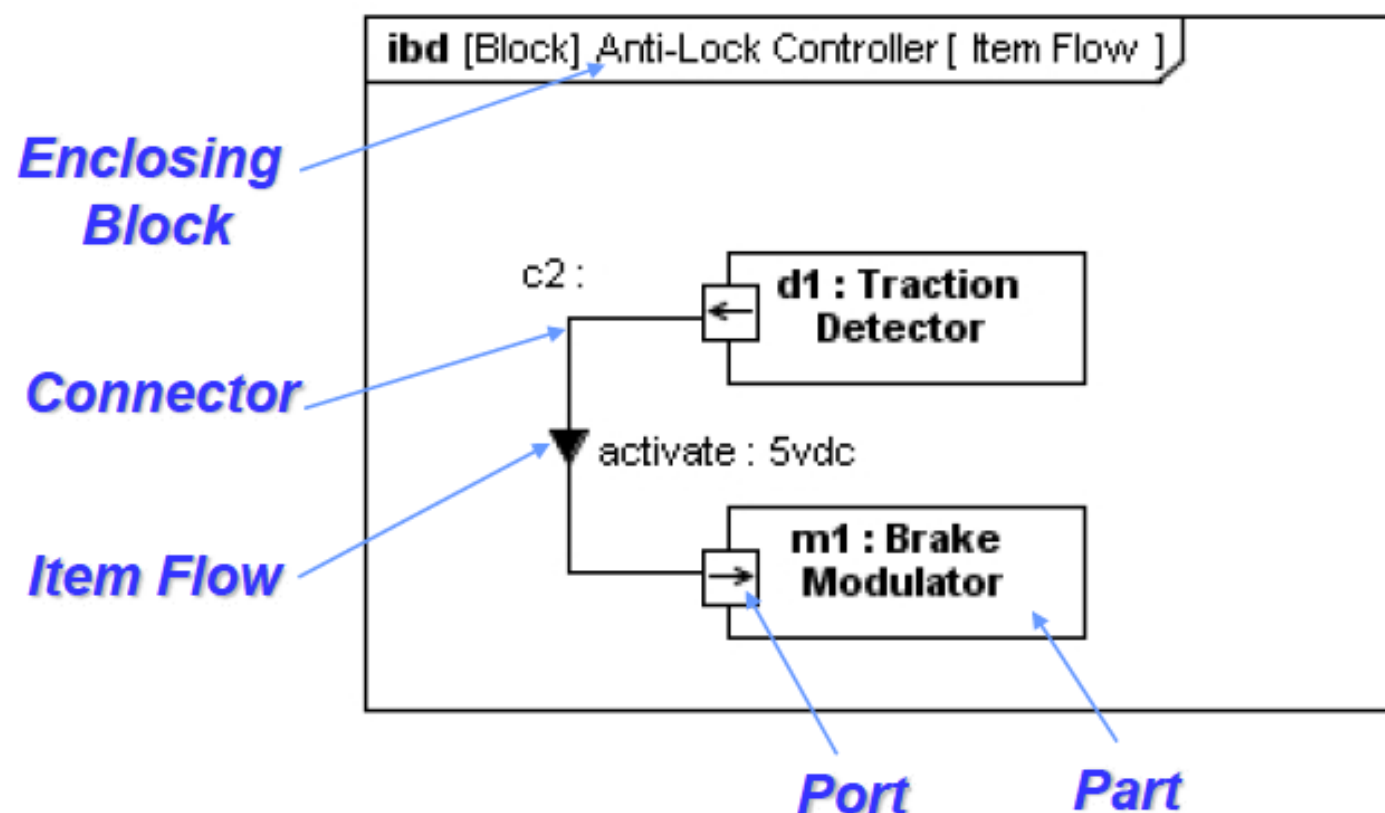 ibd [Block] Anti-Lock Controller [ Item Flow ]
Enclosing
Block
c2 :
d1 : Traction
Detector
Connector
activate : 5vdc
m1 : Brake
Modulator
Item Flow
Port
Part